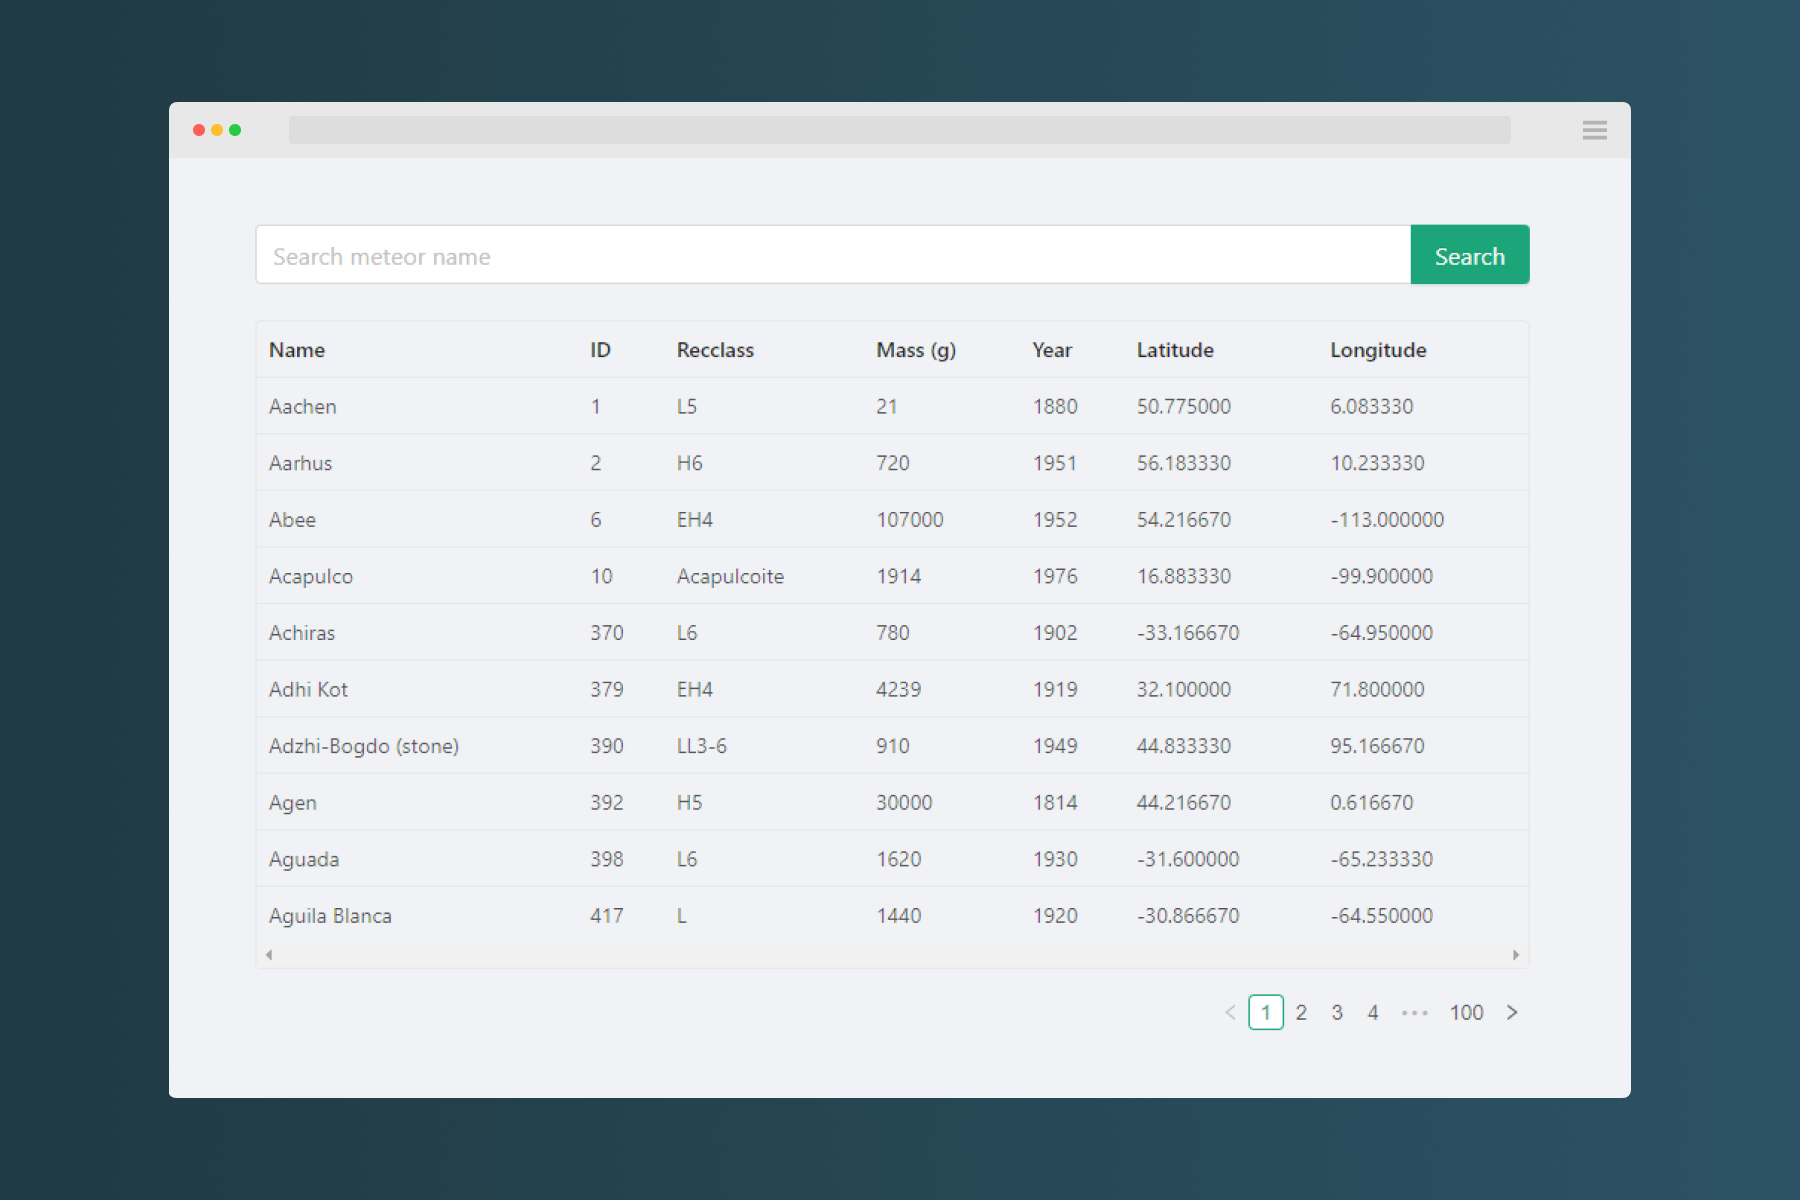 Search meteor name Search
Name ID Recclass Mass (g) Year Latitude Longitude
Aachen 1 L5 21 1880 50.775000 6.083330
Aarhus 2 H6 720 1951 56.183330 10.233330
Abee 6 EH4 107000 1952 54.216670 -113.000000
Acapulco 10 Acapulcoite 1914 1976 16.883330 -99.900000
Achiras 370 L6 780 1902 -33.166670 -64.950000
Adhi Kot 379 EH4 4239 1919 32.100000 71.800000
Adzhi-Bogdo (stone) 390 LL3-6 910 1949 44.833330 95.166670
Agen 392 H5 30000 1814 44.216670 0.616670
Aguada 398 L6 1620 1930 -31.600000 -65.233330
Aguila Blanca 417 L 1440 1920 -30.866670 -64.550000
< 1 2 3 4 ••• 100 >